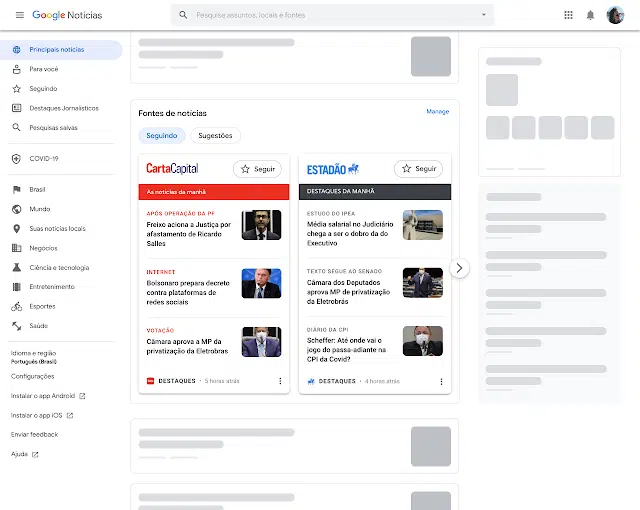 Google Notícias
Pesquise assuntos, locais e fontes
Principais notícias
Para você
Seguindo
Destaques Jornalísticos
Pesquisas salvas
COVID-19
Brasil
Mundo
Suas notícias locais
Negócios
Ciência e tecnologia
Entretenimento
Esportes
Saúde
Idioma e região
Português (Brasil)
Configurações
Instalar o app Android
Instalar o app iOS
Enviar feedback
Ajuda
Fontes de notícias
Manage
Seguindo
Sugestões
CartaCapital
Seguir
As notícias da manhã
APÓS OPERAÇÃO DA PF
Freixo aciona a Justiça por
afastamento de Ricardo
Salles
INTERNET
Bolsonaro prepara decreto
contra plataformas de
redes sociais
VOTAÇÃO
Câmara aprova a MP da
privatização da Eletrobras
DESTAQUES • 5 horas atrás
ESTADÃO
Seguir
DESTAQUES DA MANHÃ
ESTUDO DO IPEA
Média salarial no Judiciário
chega a ser o dobro da do
Executivo
TEXTO SEGUE AO SENADO
Câmara dos Deputados
aprova MP de privatização
da Eletrobrás
DIÁRIO DA CPI
Scheffer: Até onde vai o
jogo do passa-adiante na
CPI da Covid?
DESTAQUES • 4 horas atrás